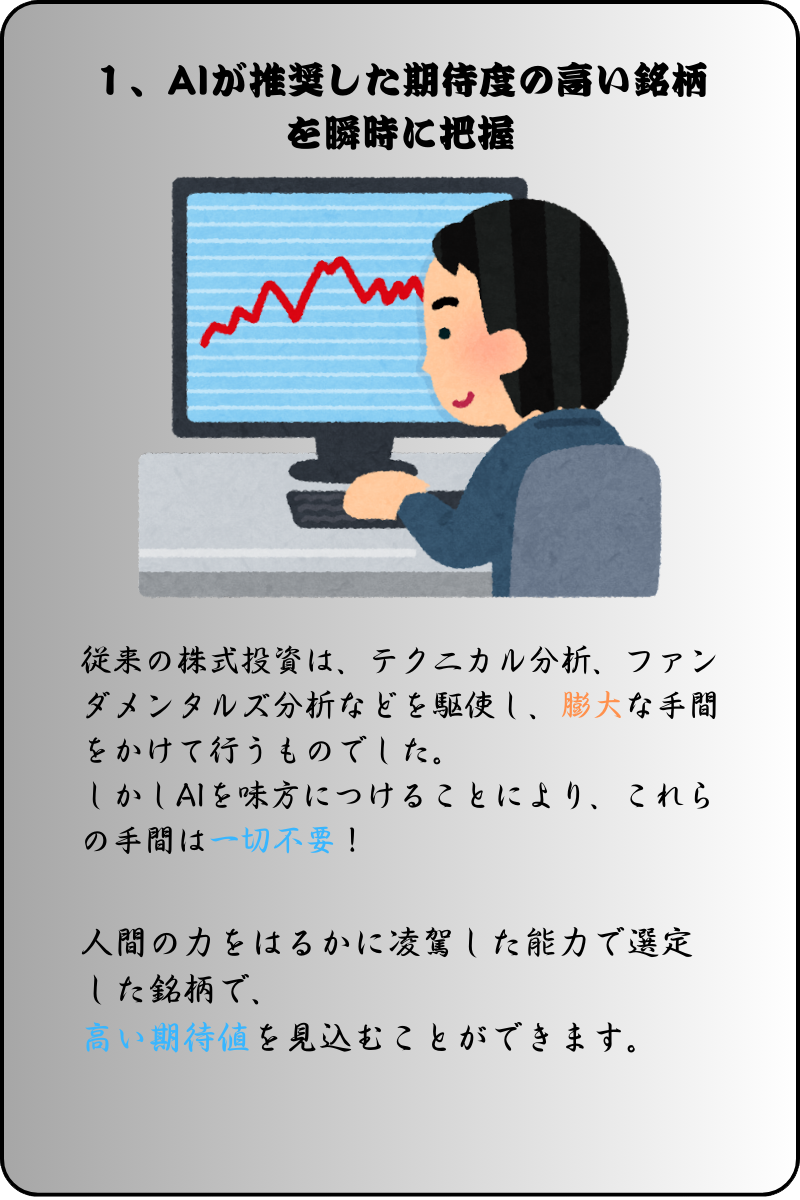 １、AIが推奨した期待度の高い銘柄
を瞬時に把握
従来の株式投資は、テクニカル分析、ファン
ダメンタルズ分析などを駆使し、膨大な手間
をかけて行うものでした。
しかしAIを味方につけることにより、これら
の手間は一切不要！
人間の力をはるかに凌駕した能力で選定
した銘柄で、
高い期待値を見込むことができます。